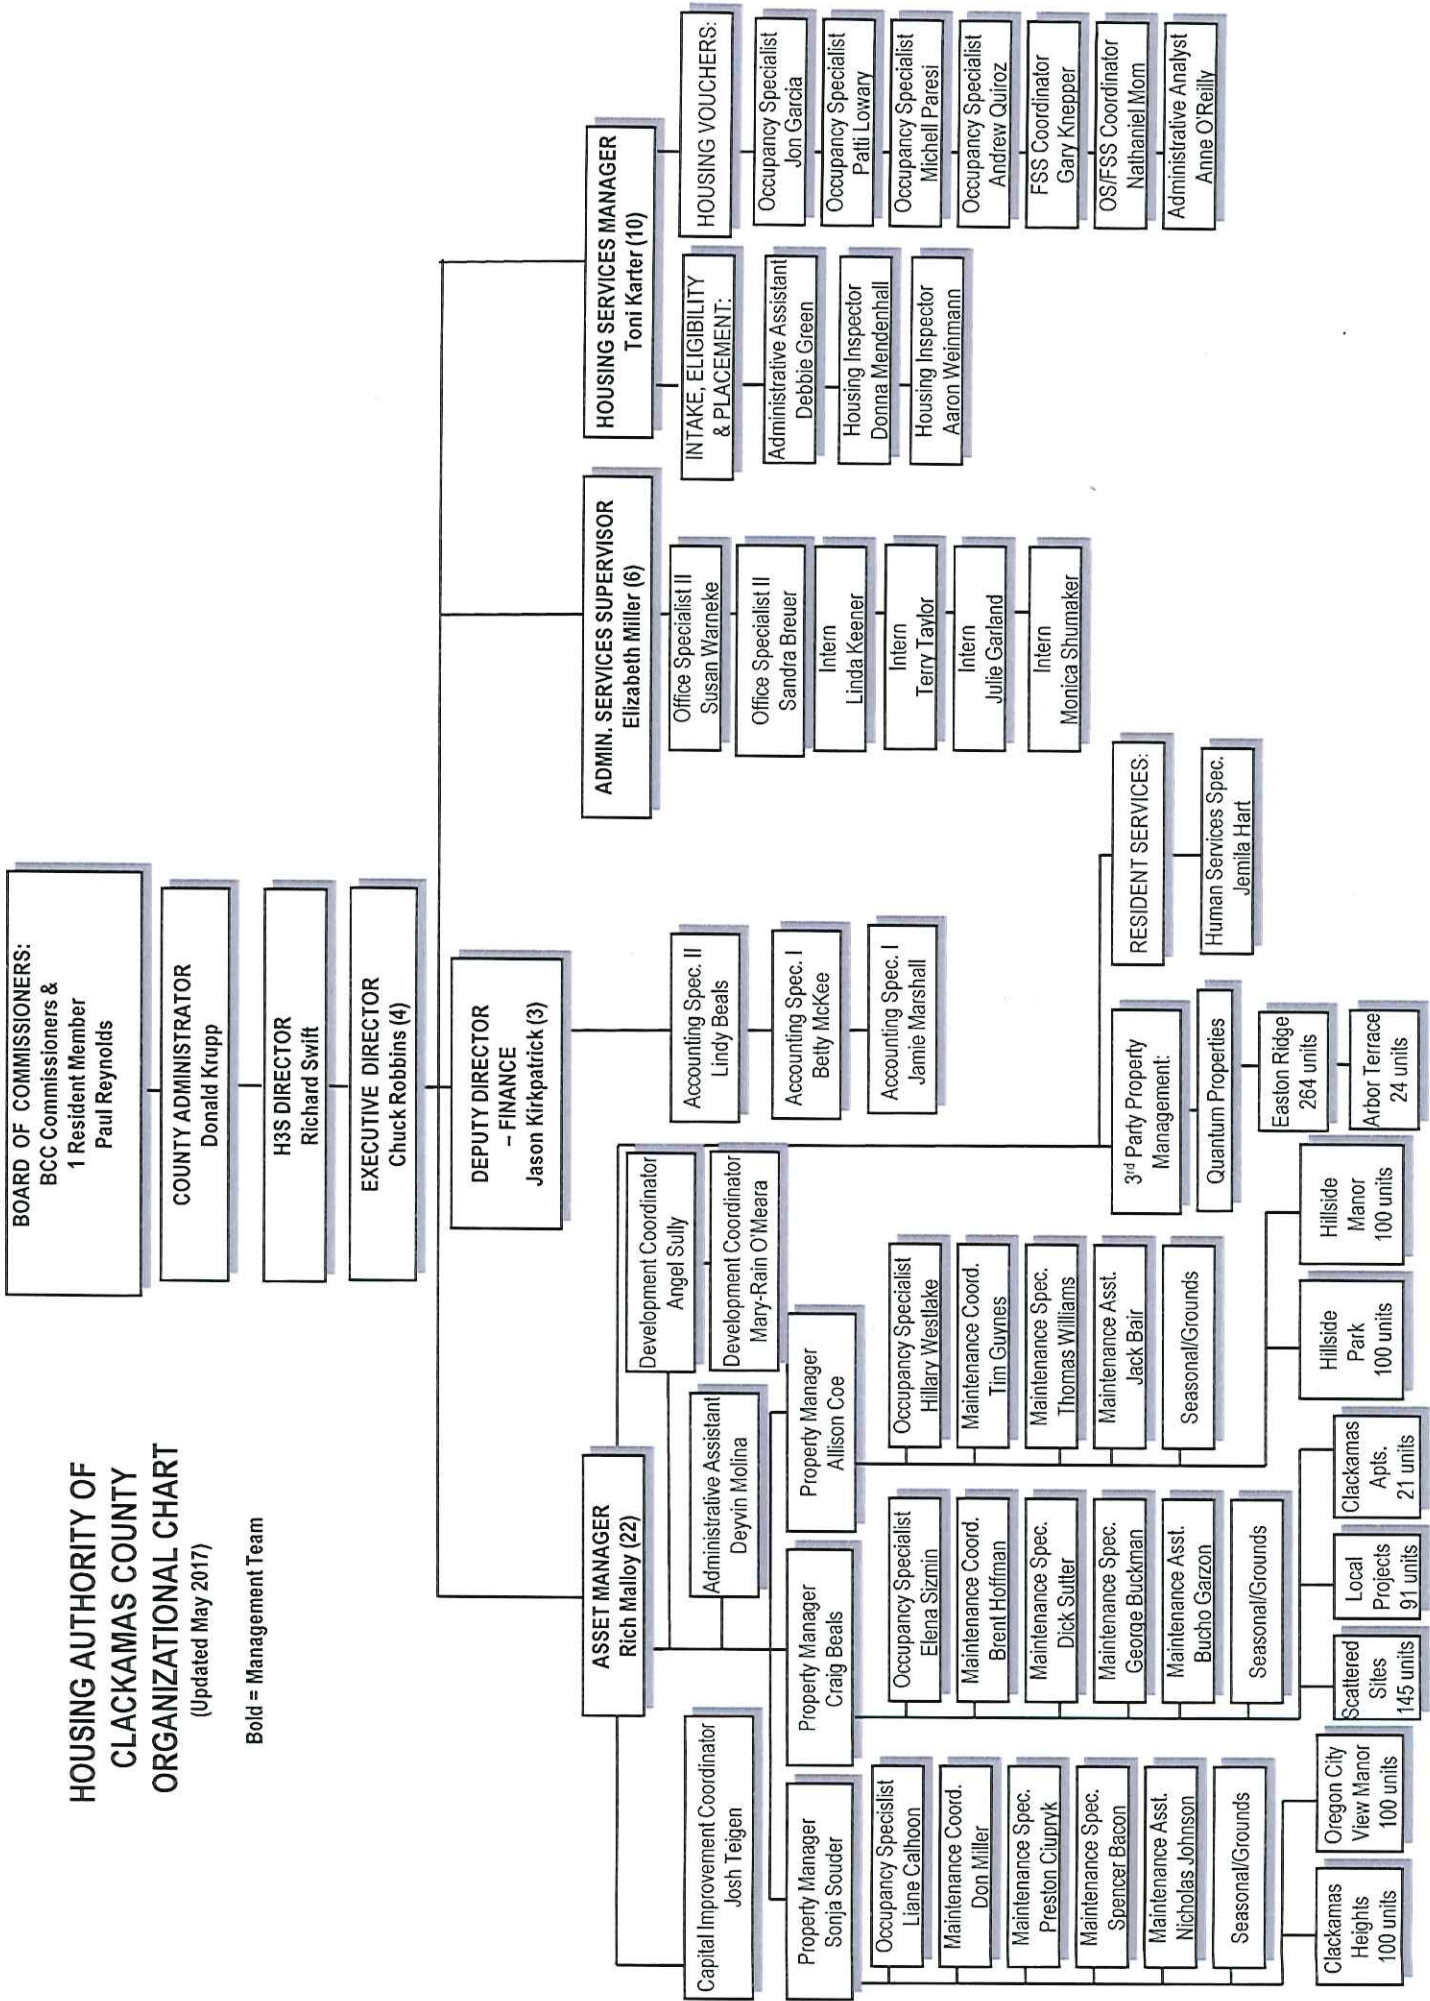 HOUSING AUTHORITY OF
CLACKAMAS COUNTY
ORGANIZATIONAL CHART
(Updated May 2017)
Bold = Management Team
BOARD OF COMMISSIONERS:
BCC Commissioners &
1 Resident Member
Paul Reynolds
COUNTY ADMINISTRATOR
Donald Krupp
H3S DIRECTOR
Richard Swift
EXECUTIVE DIRECTOR
Chuck Robbins (4)
ASSET MANAGER
Rich Malloy (22)
Capital Improvement Coordinator
Josh Teigen
Administrative Assistant
Deyvin Molina
Development Coordinator
Angel Sully
Development Coordinator
Mary-Rain O'Meara
Property Manager
Sonja Souder
Occupancy Specislist
Liane Calhoon
Maintenance Coord.
Don Miller
Maintenance Spec.
Preston Ciupryk
Maintenance Spec.
Spencer Bacon
Maintenance Asst.
Nicholas Johnson
Seasonal/Grounds
Clackamas
Heights
100 units
Oregon City
View Manor
100 units
Property Manager
Craig Beals
Occupancy Specialist
Elena Sizmin
Maintenance Coord.
Brent Hoffman
Maintenance Spec.
Dick Sutter
Maintenance Spec.
George Buckman
Maintenance Asst.
Bucho Garzon
Seasonal/Grounds
Scattered
Sites
145 units
Local
Projects
91 units
Clackamas
Apts.
21 units
Property Manager
Allison Coe
Occupancy Specialist
Hillary Westlake
Maintenance Coord.
Tim Guynes
Maintenance Spec.
Thomas Williams
Maintenance Asst.
Jack Bair
Seasonal/Grounds
Hillside
Park
100 units
Hillside
Manor
100 units
3rd Party Property
Management:
Quantum Properties
Easton Ridge
264 units
Arbor Terrace
24 units
RESIDENT SERVICES:
Human Services Spec.
Jemila Hart
DEPUTY DIRECTOR
– FINANCE
Jason Kirkpatrick (3)
Accounting Spec. II
Lindy Beals
Accounting Spec. I
Betty McKee
Accounting Spec. I
Jamie Marshall
ADMIN. SERVICES SUPERVISOR
Elizabeth Miller (6)
Office Specialist II
Susan Warneke
Office Specialist II
Sandra Breuer
Intern
Linda Keener
Intern
Terry Taylor
Intern
Julie Garland
Intern
Monica Shumaker
HOUSING SERVICES MANAGER
Toni Karter (10)
INTAKE, ELIGIBILITY
& PLACEMENT:
Administrative Assistant
Debbie Green
Housing Inspector
Donna Mendenhall
Housing Inspector
Aaron Weinmann
HOUSING VOUCHERS:
Occupancy Specialist
Jon Garcia
Occupancy Specialist
Patti Lowary
Occupancy Specialist
Michell Paresi
Occupancy Specialist
Andrew Quiroz
FSS Coordinator
Gary Knepper
OS/FSS Coordinator
Nathaniel Mom
Administrative Analyst
Anne O'Reilly